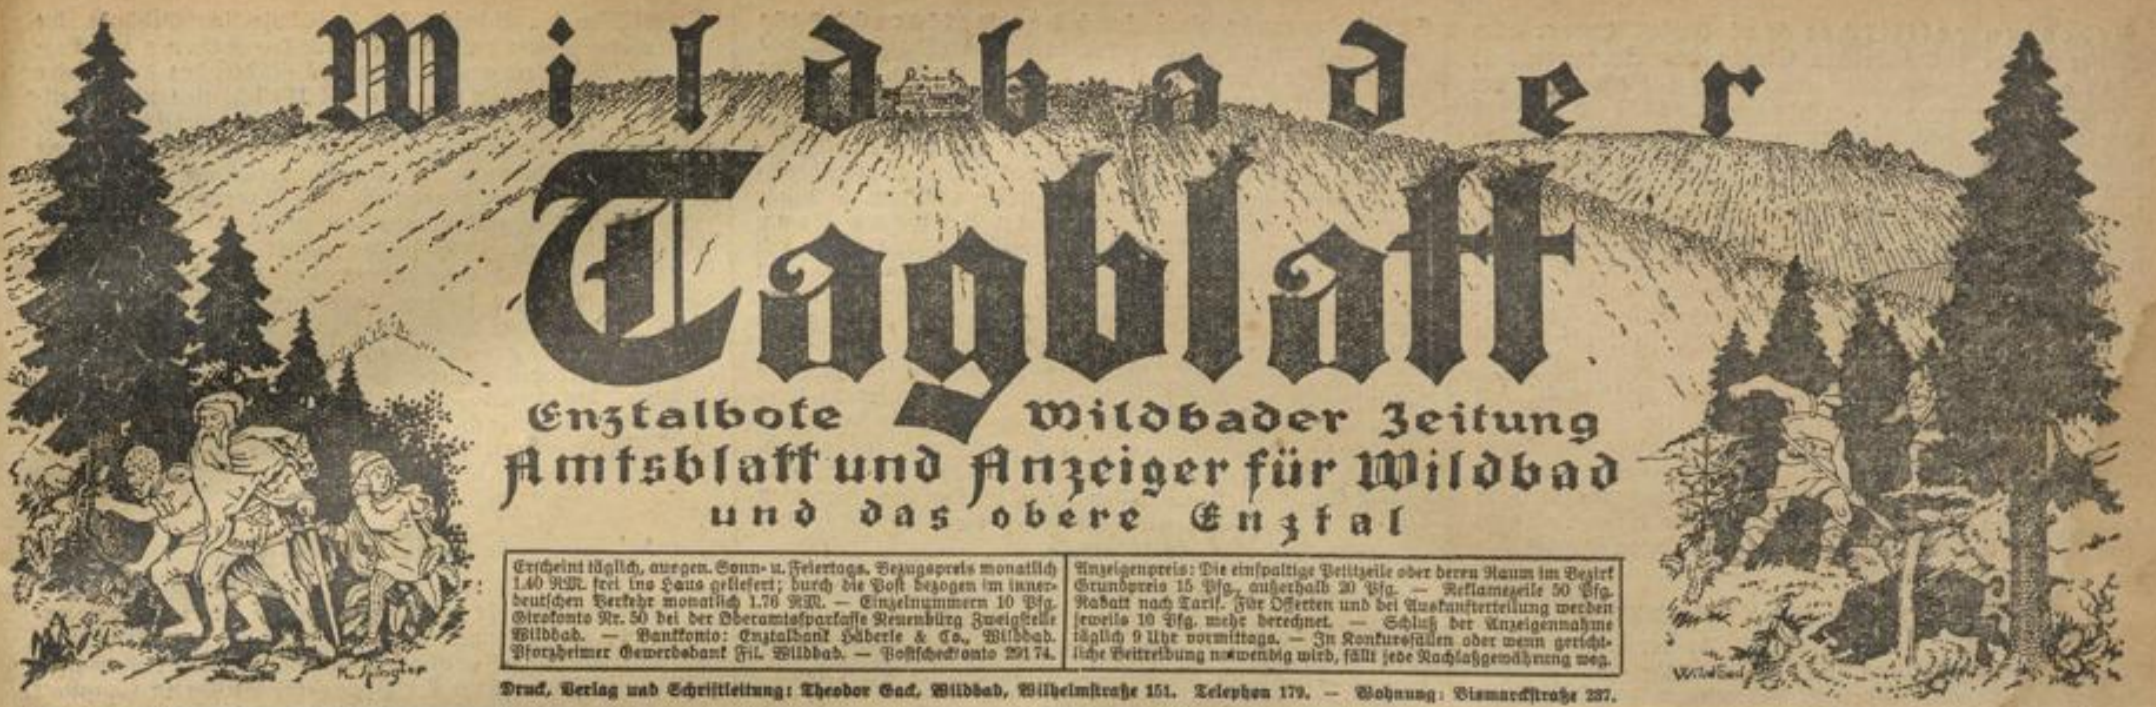 Wildbader
Tagblatt
Enztalbote Wildbader Zeitung
Amtsblatt und Anzeiger für Wildbad
und das obere Enztal
Erscheint täglich, ausgen. Sonn- u. Feiertags. Bezugspreis monatlich
1.40 RM. frei ins Haus geliefert; durch die Post bezogen im inner-
deutschen Verkehr monatlich 1.76 RM. — Einzelnummern 10 Pfg.
Girokonto Nr. 50 bei der Oberamtssparkasse Neuenbürg Zweigstelle
Wildbad. — Bankkonto: Enztalbank Häberle & Co., Wildbad.
Pforzheimer Gewerbebank Fil. Wildbad. — Postscheckkonto 29174.
Anzeigenpreis: Die einspaltige Petitzeile oder deren Raum im Bezirk
Grundpreis 15 Pfg., außerhalb 20 Pfg. — Reklamezeile 50 Pfg.
Rabatt nach Tarif. Für Offerten und bei Auskunfterteilung werden
jeweils 10 Pfg. mehr berechnet. — Schluß der Anzeigennahme
täglich 9 Uhr vormittags. — In Konkursfällen oder wenn gericht-
liche Beitreibung notwendig wird, fällt jede Nachlaßgewährung weg.
Druck, Verlag und Schriftleitung: Theodor Gack, Wildbad, Wilhelmstraße 151. Telephon 179. — Wohnung: Bismarckstraße 237.
Wildbad